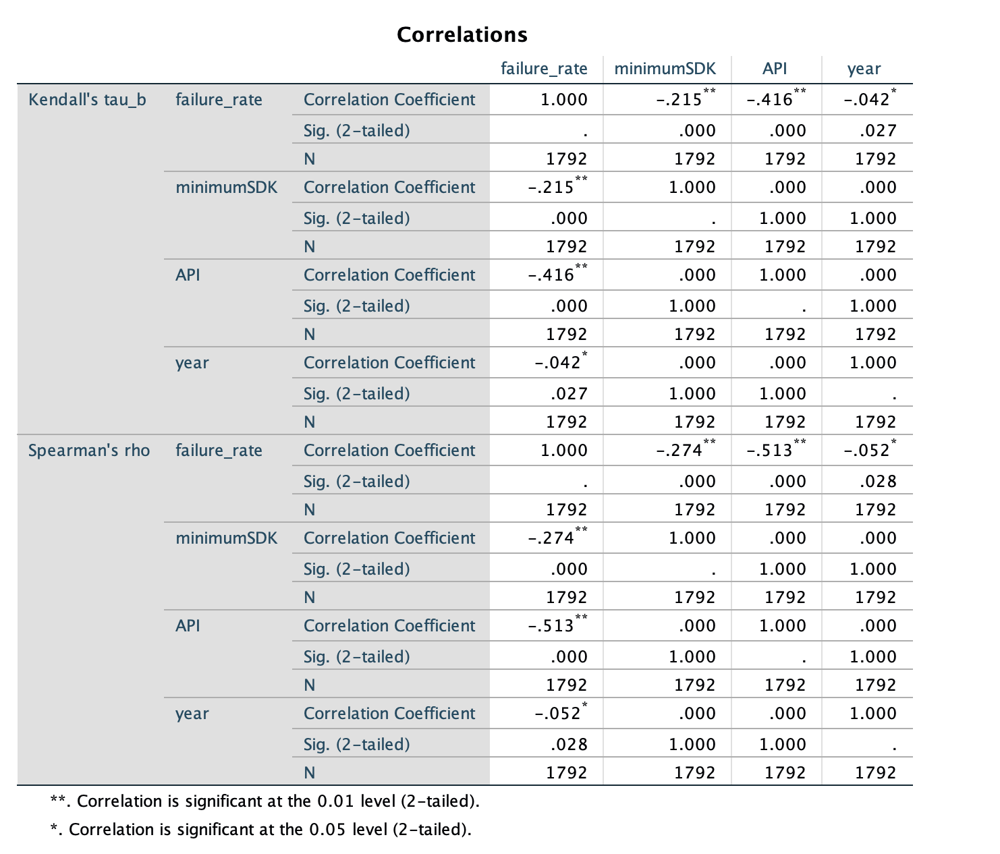 Correlations
failure_rate minimumSDK API year
Kendall's tau_b failure_rate Correlation Coefficient 1.000 -.215** -.416** -.042*
Sig. (2-tailed) . .000 .000 .027
N 1792 1792 1792 1792
minimumSDK Correlation Coefficient -.215** 1.000 .000 .000
Sig. (2-tailed) .000 . 1.000 1.000
N 1792 1792 1792 1792
API Correlation Coefficient -.416** .000 1.000 .000
Sig. (2-tailed) .000 1.000 . 1.000
N 1792 1792 1792 1792
year Correlation Coefficient -.042* .000 .000 1.000
Sig. (2-tailed) .027 1.000 1.000 .
N 1792 1792 1792 1792
Spearman's rho failure_rate Correlation Coefficient 1.000 -.274** -.513** -.052*
Sig. (2-tailed) . .000 .000 .028
N 1792 1792 1792 1792
minimumSDK Correlation Coefficient -.274** 1.000 .000 .000
Sig. (2-tailed) .000 . 1.000 1.000
N 1792 1792 1792 1792
API Correlation Coefficient -.513** .000 1.000 .000
Sig. (2-tailed) .000 1.000 . 1.000
N 1792 1792 1792 1792
year Correlation Coefficient -.052* .000 .000 1.000
Sig. (2-tailed) .028 1.000 1.000 .
N 1792 1792 1792 1792
**. Correlation is significant at the 0.01 level (2-tailed).
*. Correlation is significant at the 0.05 level (2-tailed).